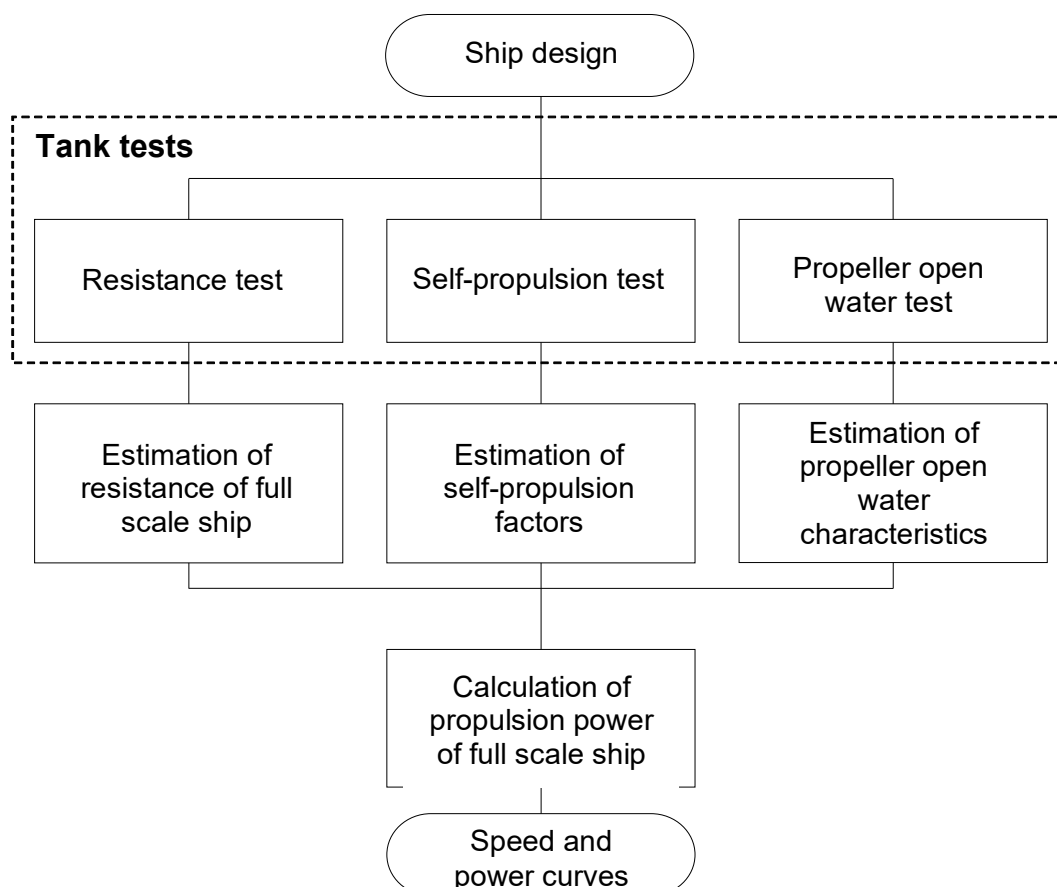 Ship design
Tank tests
Resistance test
Self-propulsion test
Propeller open
water test
Estimation of
resistance of full
scale ship
Estimation of
self-propulsion
factors
Estimation of
propeller open
water
characteristics
Calculation of
propulsion power
of full scale ship
Speed and
power curves